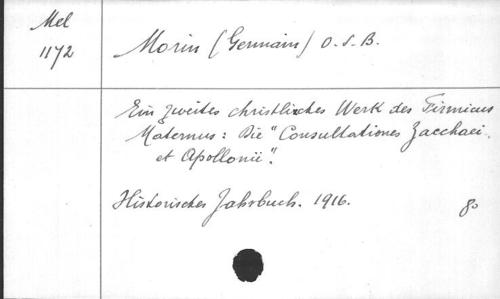 Mel
1172
Morin (Germain) O.S.B.
Ein zweites christliches Werk des Firmicus
Maternus: Die "Consultationes Zacchaei
et Apollonii".
Historisches Jahrbuch. 1916. 8°